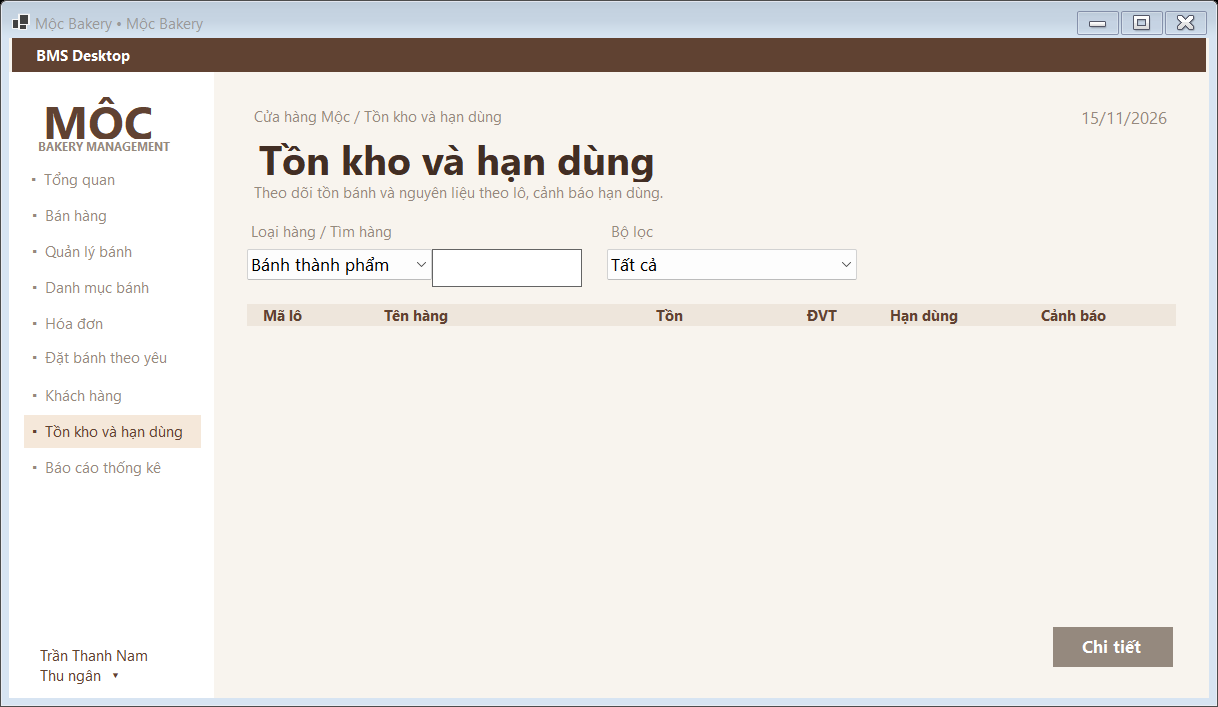 Mộc Bakery • Mộc Bakery
BMS Desktop
MỘC
BAKERY MANAGEMENT
▪ Tổng quan
▪ Bán hàng
▪ Quản lý bánh
▪ Danh mục bánh
▪ Hóa đơn
▪ Đặt bánh theo yêu
▪ Khách hàng
▪ Tồn kho và hạn dùng
▪ Báo cáo thống kê
Trần Thanh Nam
Thu ngân ▼
Cửa hàng Mộc / Tồn kho và hạn dùng
15/11/2026
Tồn kho và hạn dùng
Theo dõi tồn bánh và nguyên liệu theo lô, cảnh báo hạn dùng.
Loại hàng / Tìm hàng
Bộ lọc
Bánh thành phẩm
Tất cả
Mã lô Tên hàng Tồn ĐVT Hạn dùng Cảnh báo
Chi tiết